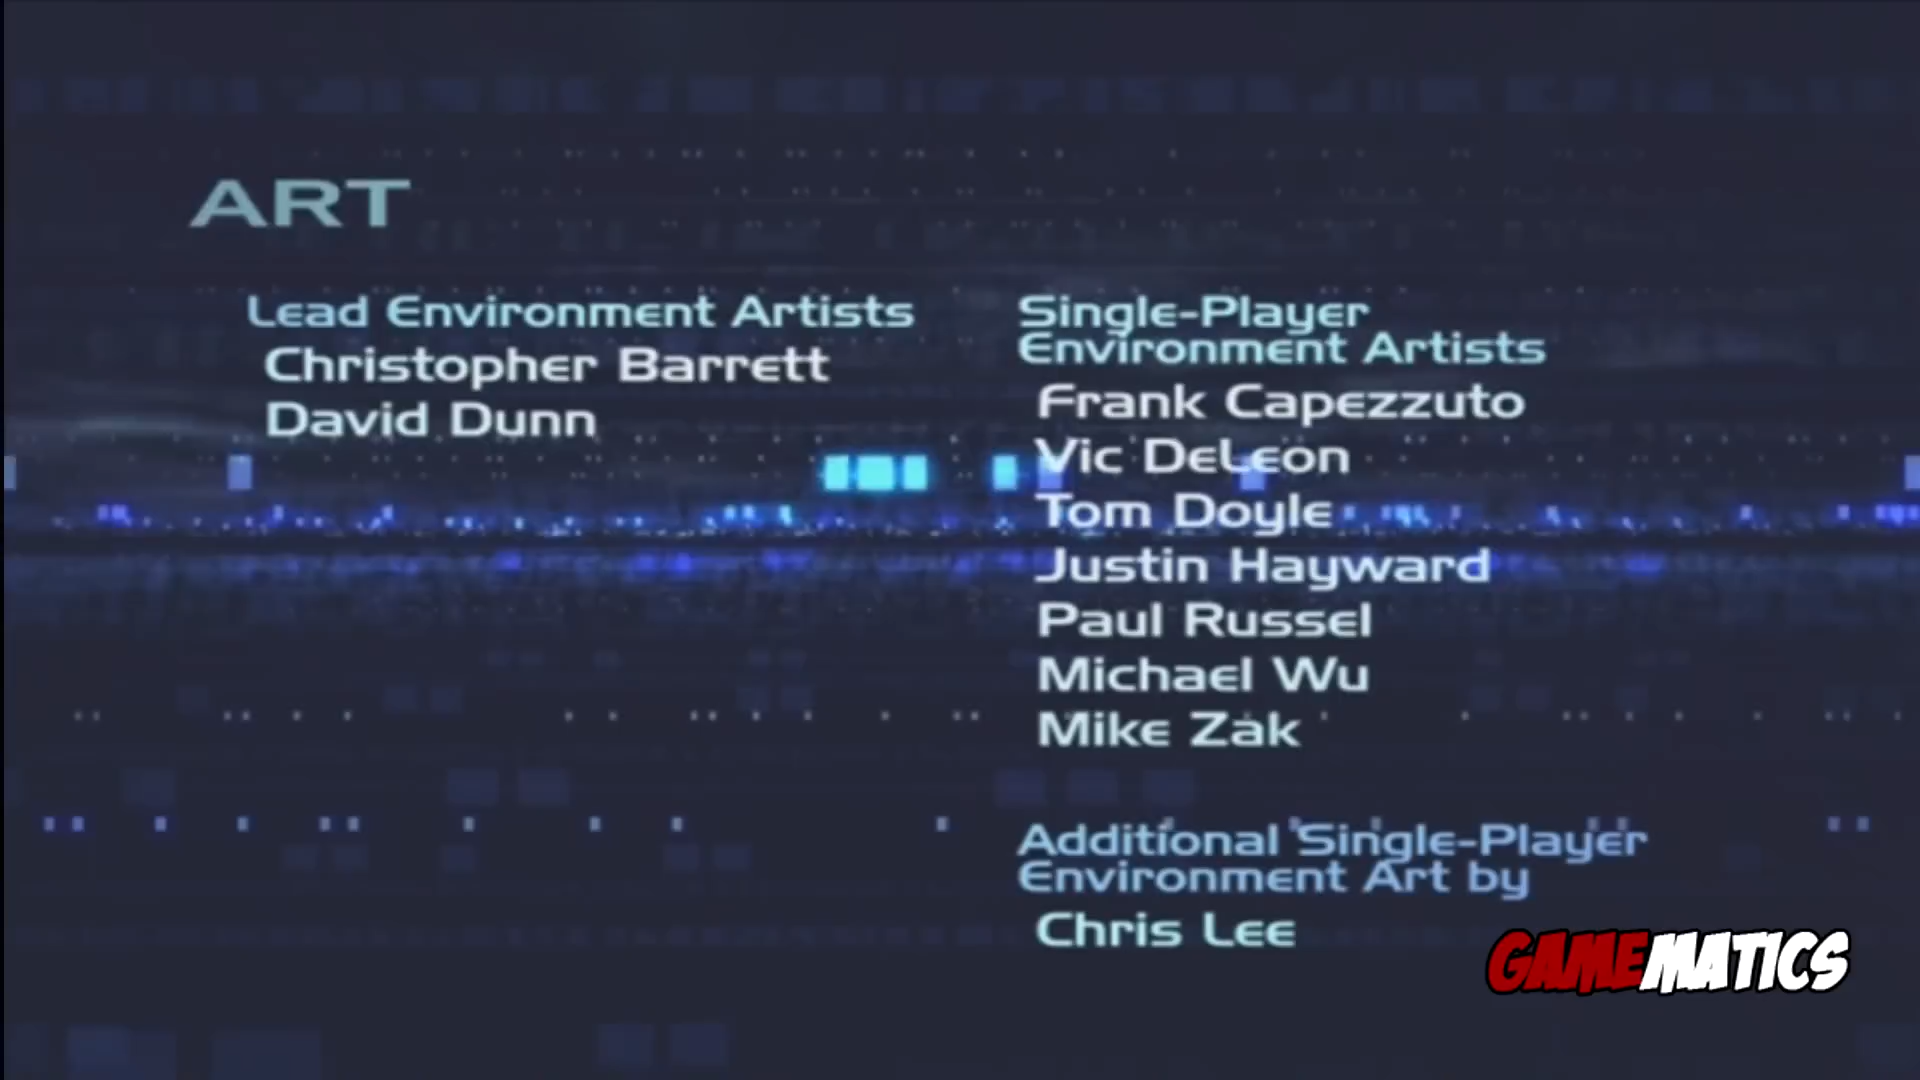 ART
Lead Environment Artists
Christopher Barrett
David Dunn
Single-Player
Environment Artists
Frank Capezzuto
Vic DeLeon
Tom Doyle
Justin Hayward
Paul Russel
Michael Wu
Mike Zak
Additional Single-Player
Environment Art by
Chris Lee
GAMEMATICS